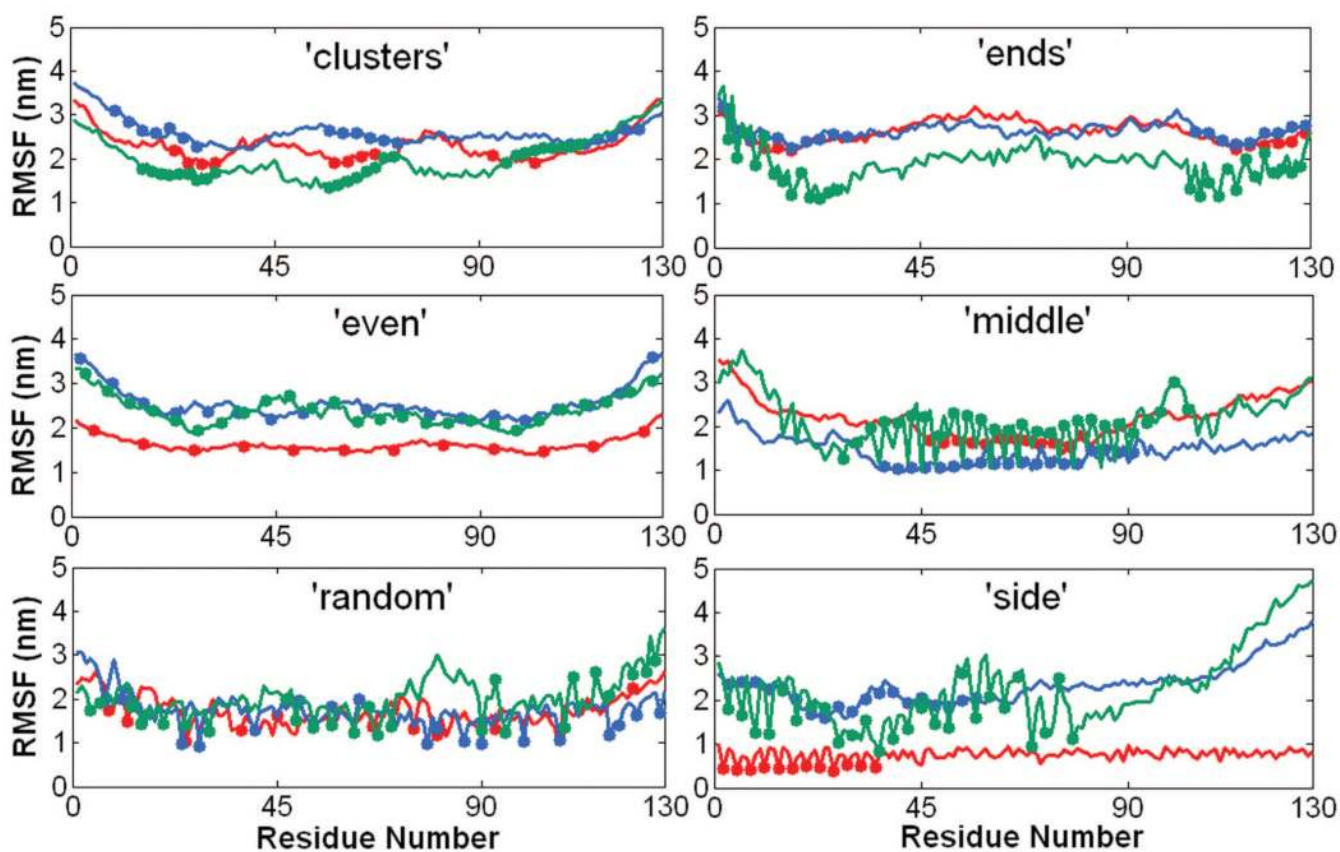 'clusters'
RMSF (nm)
5
4
3
2
1
0
0 45 90 130
'ends'
5
4
3
2
1
0
0 45 90 130
'even'
RMSF (nm)
5
4
3
2
1
0
0 45 90 130
'middle'
5
4
3
2
1
0
0 45 90 130
'random'
RMSF (nm)
5
4
3
2
1
0
0 45 90 130
Residue Number
'side'
5
4
3
2
1
0
0 45 90 130
Residue Number